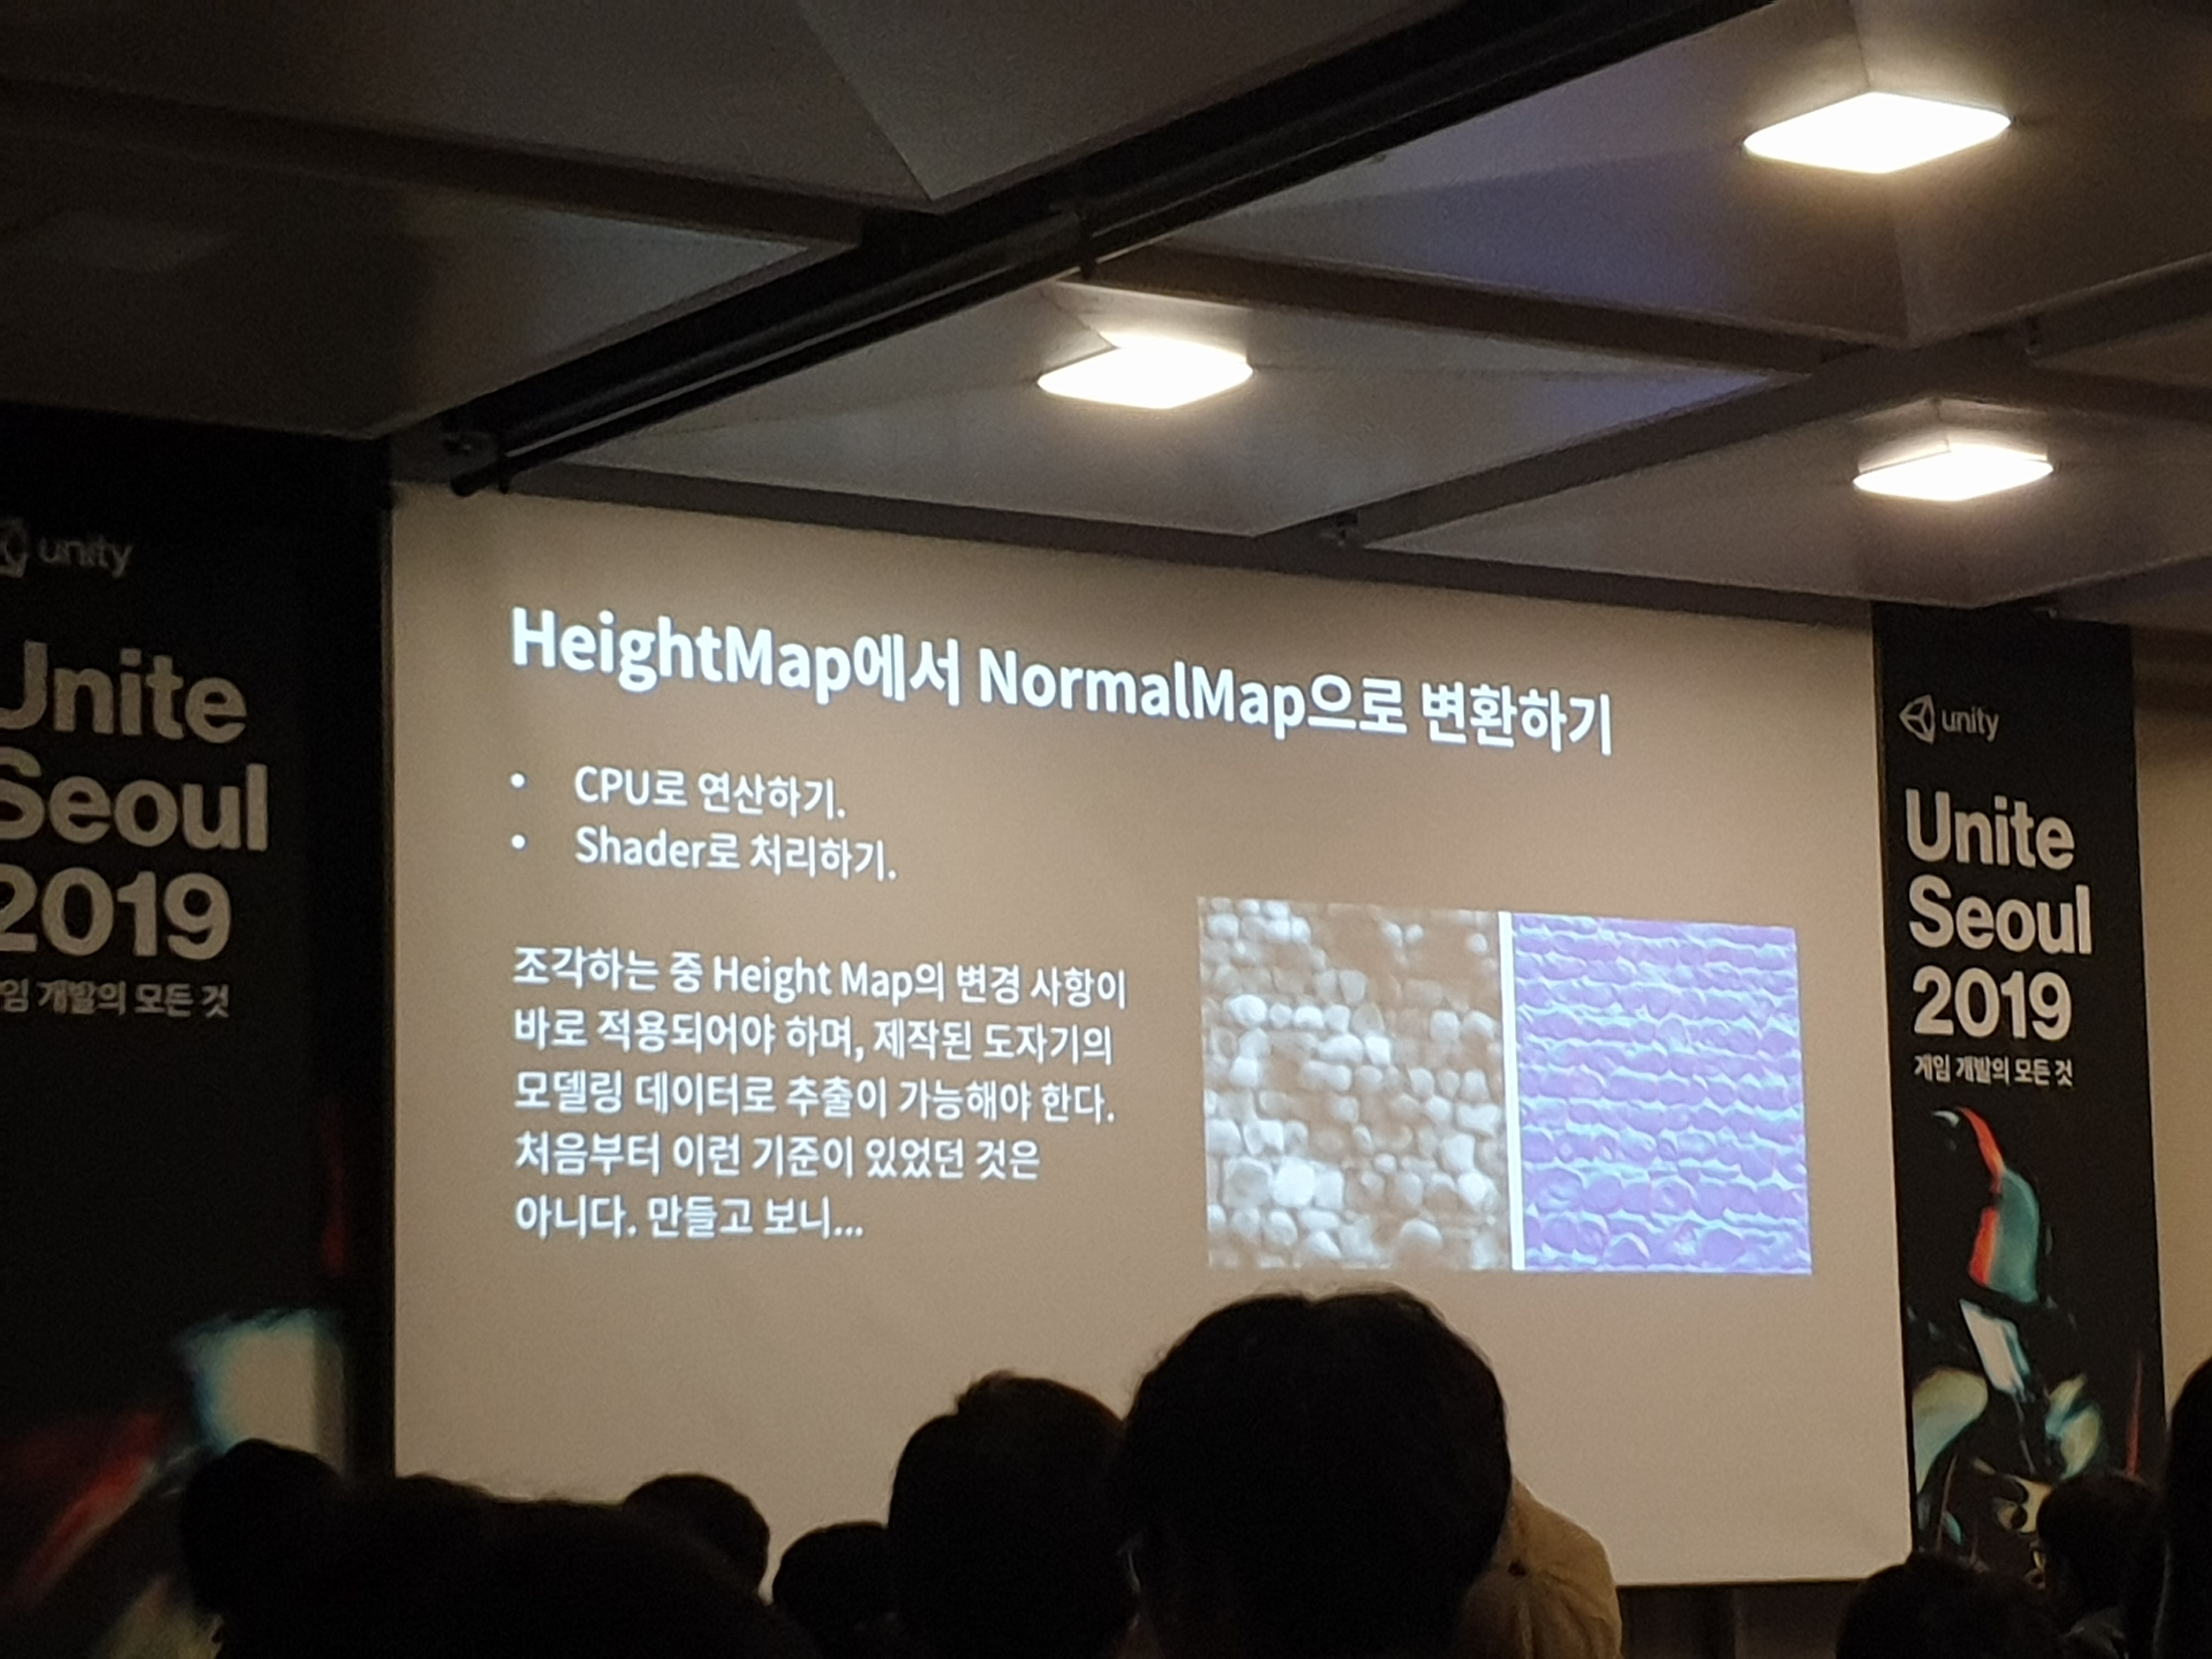 unity
Unite
Seoul
2019
게임 개발의 모든 것
HeightMap에서 NormalMap으로 변환하기
• CPU로 연산하기.
• Shader로 처리하기.
조각하는 중 Height Map의 변경 사항이
바로 적용되어야 하며, 제작된 도자기의
모델링 데이터로 추출이 가능해야 한다.
처음부터 이런 기준이 있었던 것은
아니다. 만들고 보니...
unity
Unite
Seoul
2019
게임 개발의 모든 것